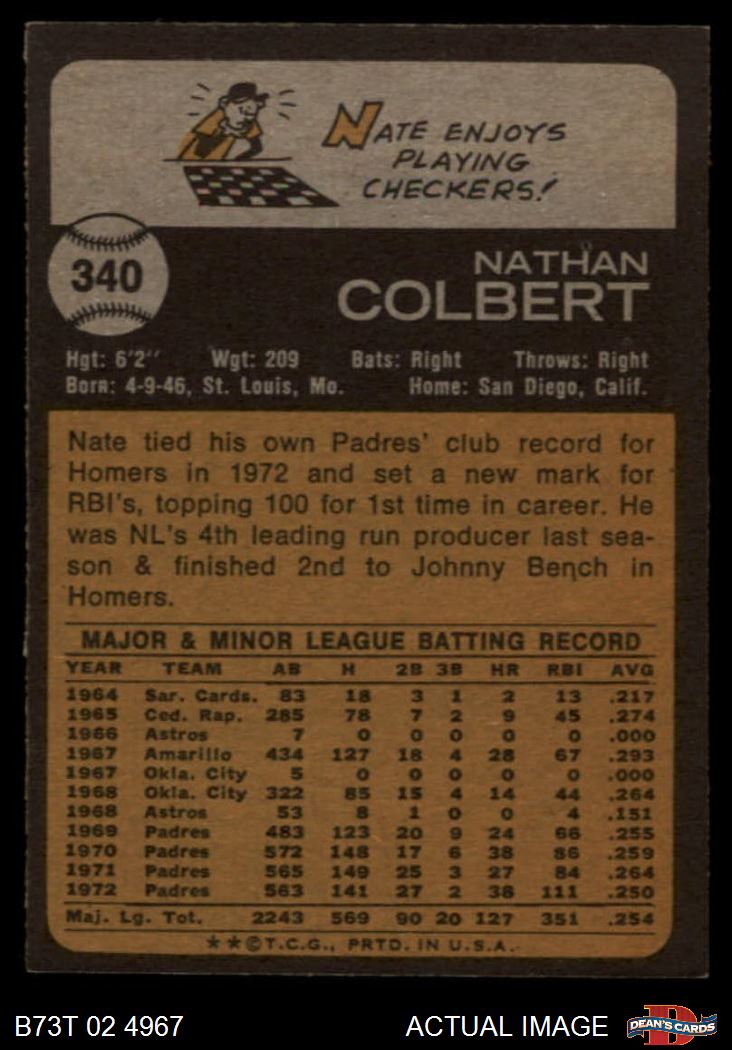 NATE ENJOYS
PLAYING
CHECKERS!
340
NATHAN
COLBERT
Hgt: 6'2" Wgt: 209 Bats: Right Throws: Right
Born: 4-9-46, St. Louis, Mo. Home: San Diego, Calif.
Nate tied his own Padres' club record for
Homers in 1972 and set a new mark for
RBI's, topping 100 for 1st time in career. He
was NL's 4th leading run producer last sea-
son & finished 2nd to Johnny Bench in
Homers.
MAJOR & MINOR LEAGUE BATTING RECORD
YEAR TEAM AB H 2B 3B HR RBI AVG
1964 Sar. Cards. 83 18 3 1 2 13 .217
1965 Ced. Rap. 285 78 7 2 9 45 .274
1966 Astros 7 0 0 0 0 0 .000
1967 Amarillo 434 127 18 4 28 67 .293
1967 Okla. City 5 0 0 0 0 0 .000
1968 Okla. City 322 85 15 4 14 44 .264
1968 Astros 53 8 1 0 0 4 .151
1969 Padres 483 123 20 9 24 66 .255
1970 Padres 572 148 17 6 38 86 .259
1971 Padres 565 149 25 3 27 84 .264
1972 Padres 563 141 27 2 38 111 .250
Maj. Lg. Tot. 2243 569 90 20 127 351 .254
★★©T.C.G., PRTD. IN U.S.A.
B73T 02 4967 ACTUAL IMAGE D DEAN'S CARDS